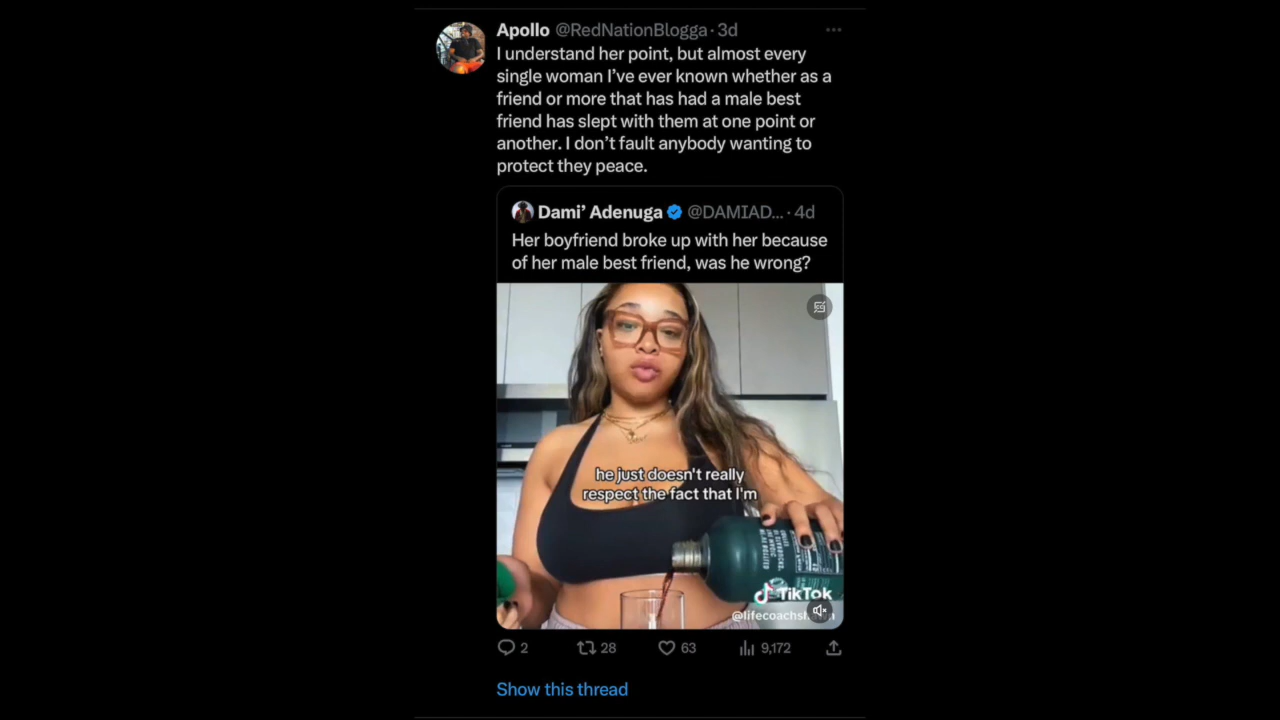 Apollo @RedNationBlogga · 3d
I understand her point, but almost every
single woman I've ever known whether as a
friend or more that has had a male best
friend has slept with them at one point or
another. I don't fault anybody wanting to
protect they peace.
Dami' Adenuga @DAMIAD... · 4d
Her boyfriend broke up with her because
of her male best friend, was he wrong?
he just doesn't really
respect the fact that I'm
TikTok
@lifecoachsh
2
28
63
9,172
Show this thread